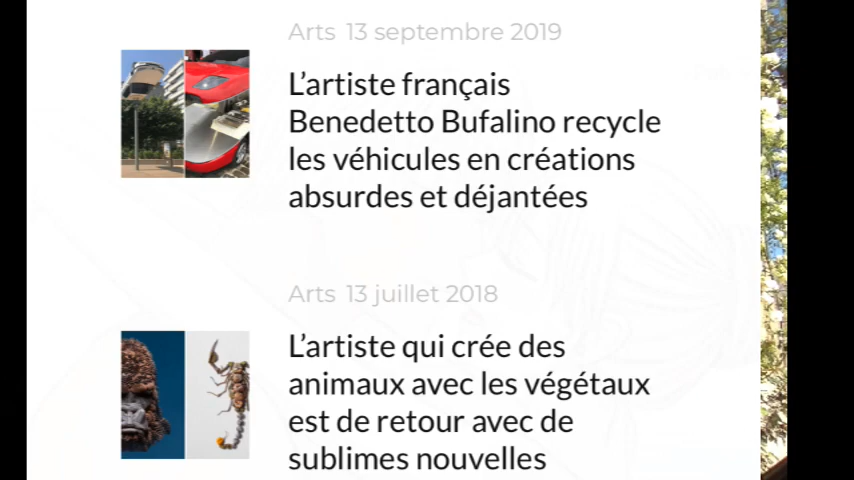 Arts 13 septembre 2019
L'artiste français
Benedetto Bufalino recycle
les véhicules en créations
absurdes et déjantées
Arts 13 juillet 2018
L'artiste qui crée des
animaux avec les végétaux
est de retour avec de
sublimes nouvelles